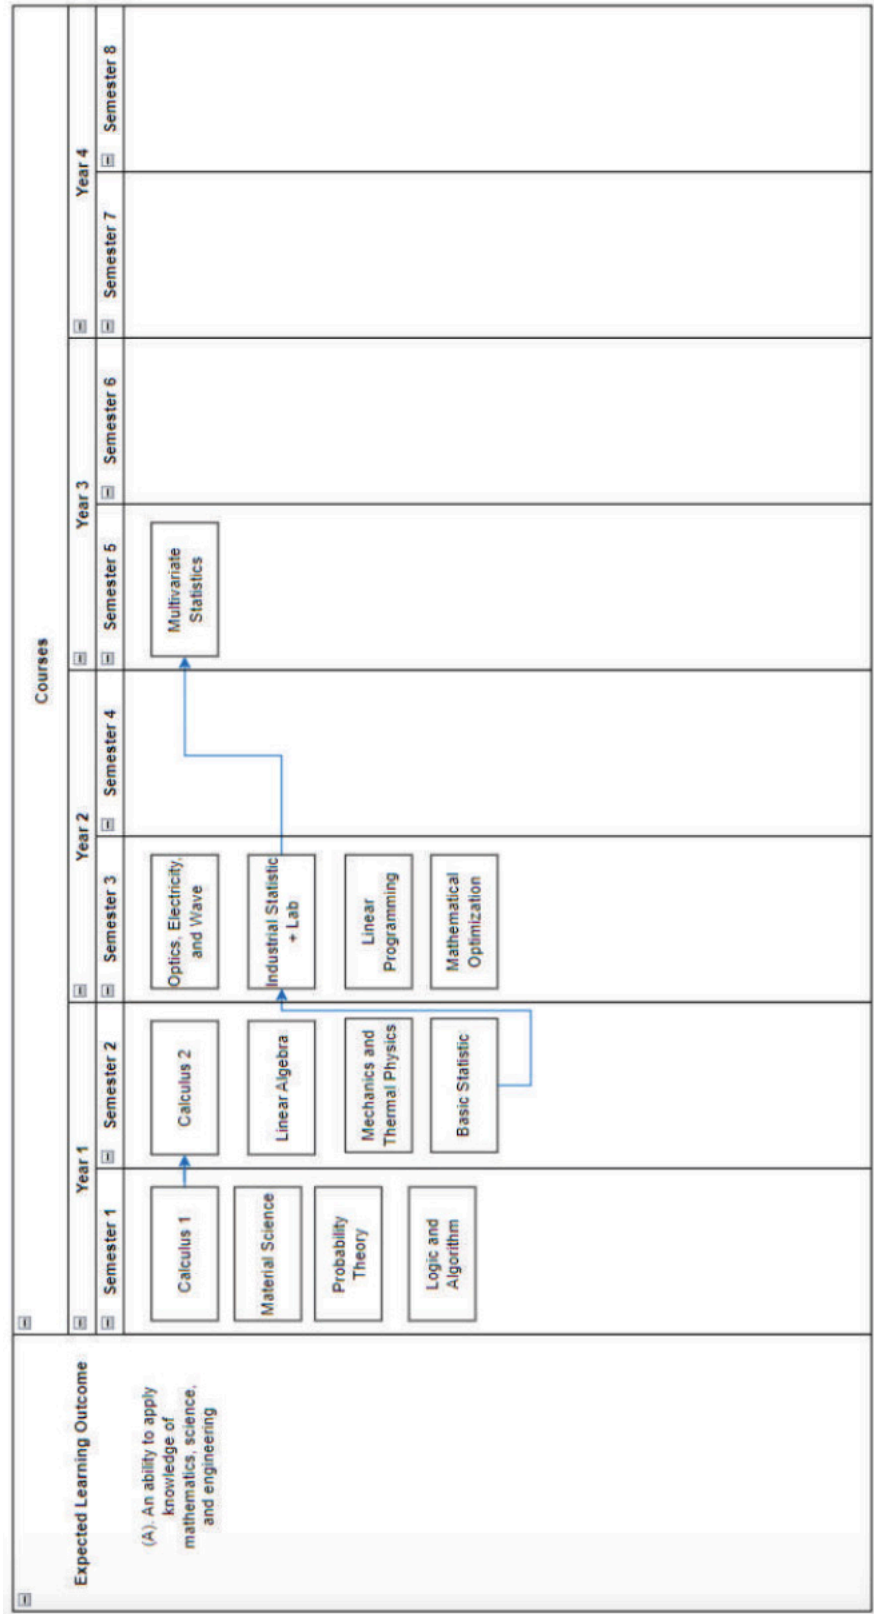 Courses
Expected Learning Outcome
Year 1
Year 2
Year 3
Year 4
Semester 1
Semester 2
Semester 3
Semester 4
Semester 5
Semester 6
Semester 7
Semester 8
(A). An ability to apply
knowledge of
mathematics, science,
and engineering
Calculus 1
Material Science
Probability
Theory
Logic and
Algorithm
Calculus 2
Linear Algebra
Mechanics and
Thermal Physics
Basic Statistic
Optics, Electricity,
and Wave
Industrial Statistic
+ Lab
Linear
Programming
Mathematical
Optimization
Multivariate
Statistics